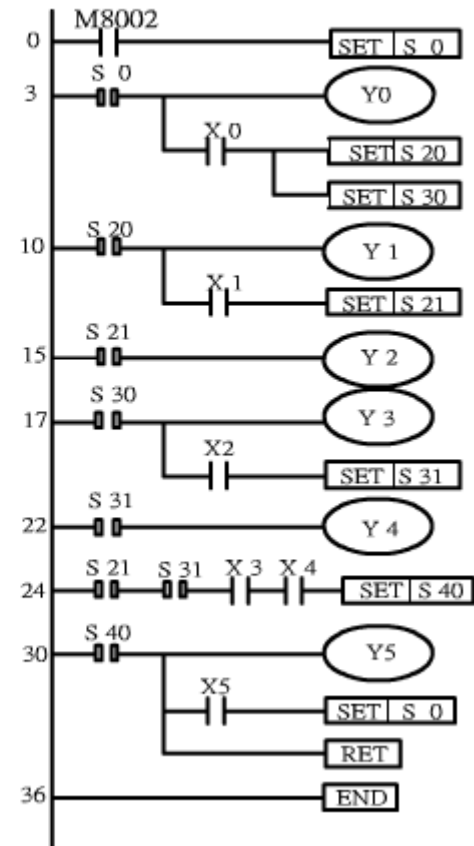 M8002
0 SET S 0
S 0
3 Y0
X 0
SET S 20
SET S 30
S 20
10 Y 1
X 1
SET S 21
S 21
15 Y 2
S 30
17 Y 3
X2
SET S 31
S 31
22 Y 4
S 21 S 31 X 3 X 4
24 SET S 40
S 40
30 Y5
X5
SET S 0
RET
36 END